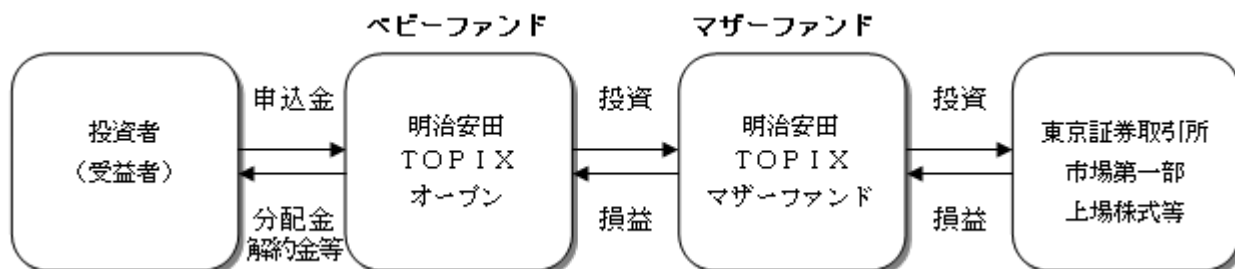 ベビーファンド
マザーファンド
投資者
(受益者)
申込金
分配金
解約金等
明治安田
TOPIX
オープン
投資
損益
明治安田
TOPIX
マザーファンド
投資
損益
東京証券取引所
市場第一部
上場株式等